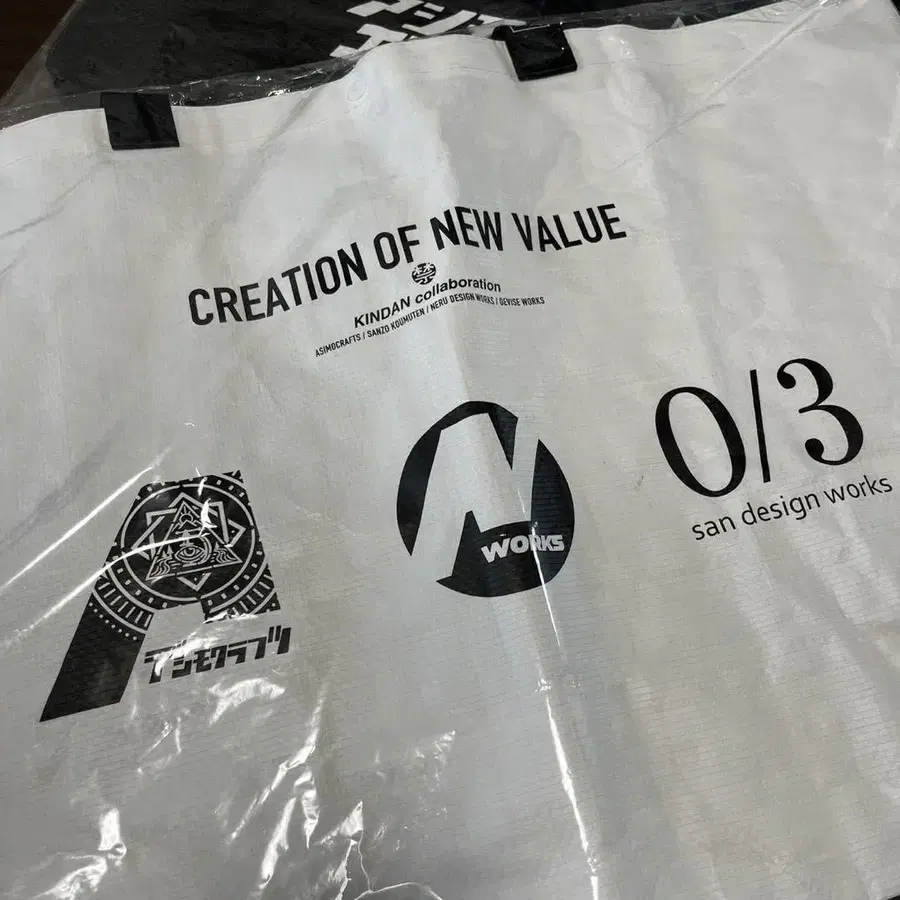 CREATION OF NEW VALUE
KINDAN collaboration
ASIMOCRAFTS / SANZO KOUMUTEN / NERU DESIGN WORKS / DEVISE WORKS
アシモクラフツ
N
WORKS
0/3
san design works